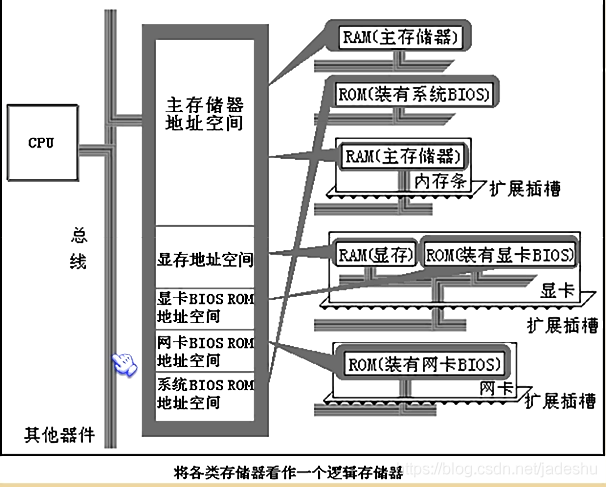 RAM(主存储器)
ROM(装有系统BIOS)
主存储器
地址空间
CPU
RAM(主存储器)
内存条
扩展插槽
总
线
显存地址空间
RAM(显存)
ROM(装有显卡BIOS)
显卡
扩展插槽
显卡BIOS ROM
地址空间
网卡BIOS ROM
地址空间
ROM(装有网卡BIOS)
网卡
扩展插槽
系统BIOS ROM
地址空间
其他器件
将各类存储器看作一个逻辑存储器
https://blog.csdn.net/jadeshu